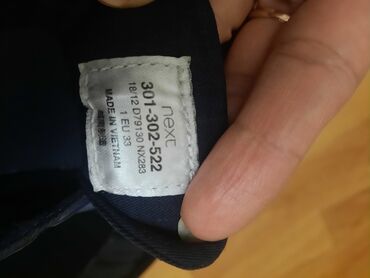 next
301-302-522
18/12 D79130 NX283
1 EU 33
MADE IN VIETNAM